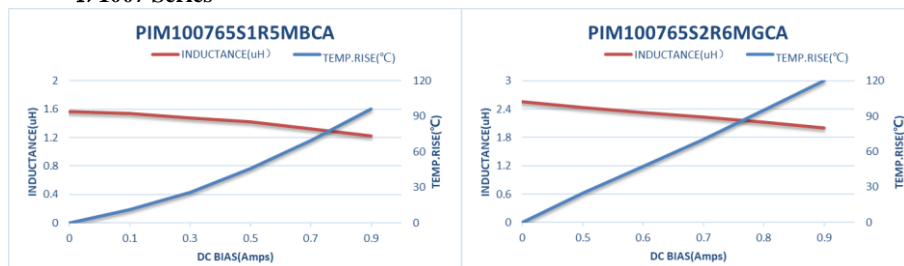 1007 Series
PIM100765S1R5MBCA
INDUCTANCE(uH)
TEMP.RISE(℃)
2
1.6
1.2
0.8
0.4
0
INDUCTANCE(uH)
120
90
60
30
0
TEMP.RISE(℃)
0
0.1
0.3
0.5
0.7
0.9
DC BIAS(Amps)
PIM100765S2R6MGCA
INDUCTANCE(uH)
TEMP.RISE(℃)
3
2.4
1.8
1.2
0.6
0
INDUCTANCE(uH)
120
90
60
30
0
TEMP.RISE(℃)
0
0.5
0.6
0.7
0.8
0.9
DC BIAS(Amps)